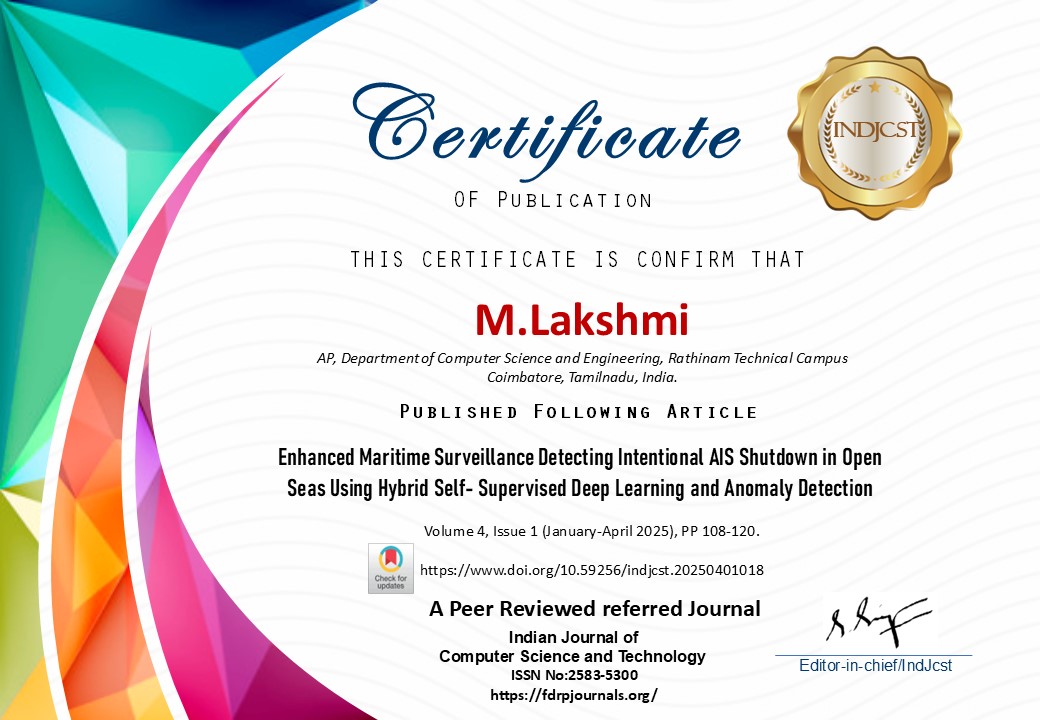 Certificate
INDJCST
OF PUBLICATION
THIS CERTIFICATE IS CONFIRM THAT
M.Lakshmi
AP, Department of Computer Science and Engineering, Rathinam Technical Campus
Coimbatore, Tamilnadu, India.
PUBLISHED FOLLOWING ARTICLE
Enhanced Maritime Surveillance Detecting Intentional AIS Shutdown in Open
Seas Using Hybrid Self- Supervised Deep Learning and Anomaly Detection
Volume 4, Issue 1 (January-April 2025), PP 108-120.
Check for
updates
https://www.doi.org/10.59256/indjcst.20250401018
A Peer Reviewed referred Journal
Indian Journal of
Computer Science and Technology
ISSN No:2583-5300
https://fdrpjournals.org/
Editor-in-chief/IndJcst